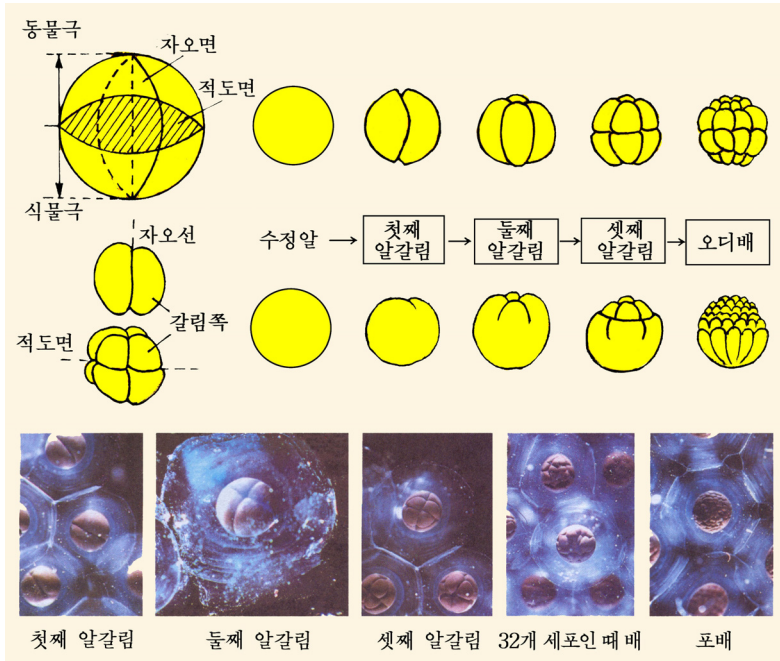 동물극
자오면
적도면
식물극
자오선
갈림쪽
적도면
수정알
첫째
알갈림
둘째
알갈림
셋째
알갈림
오디배
첫째 알갈림
둘째 알갈림
셋째 알갈림
32개 세포인 때 배
포배